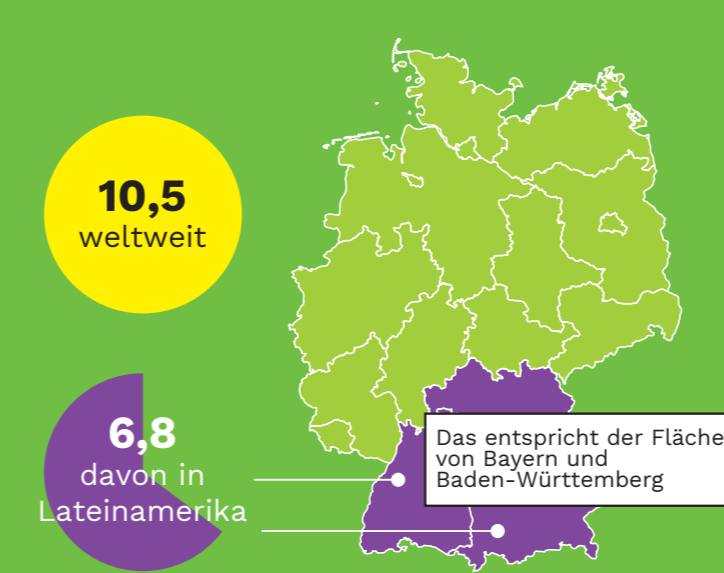 10,5
weltweit
6,8
davon in
Lateinamerika
Das entspricht der Fläche
von Bayern und
Baden-Württemberg